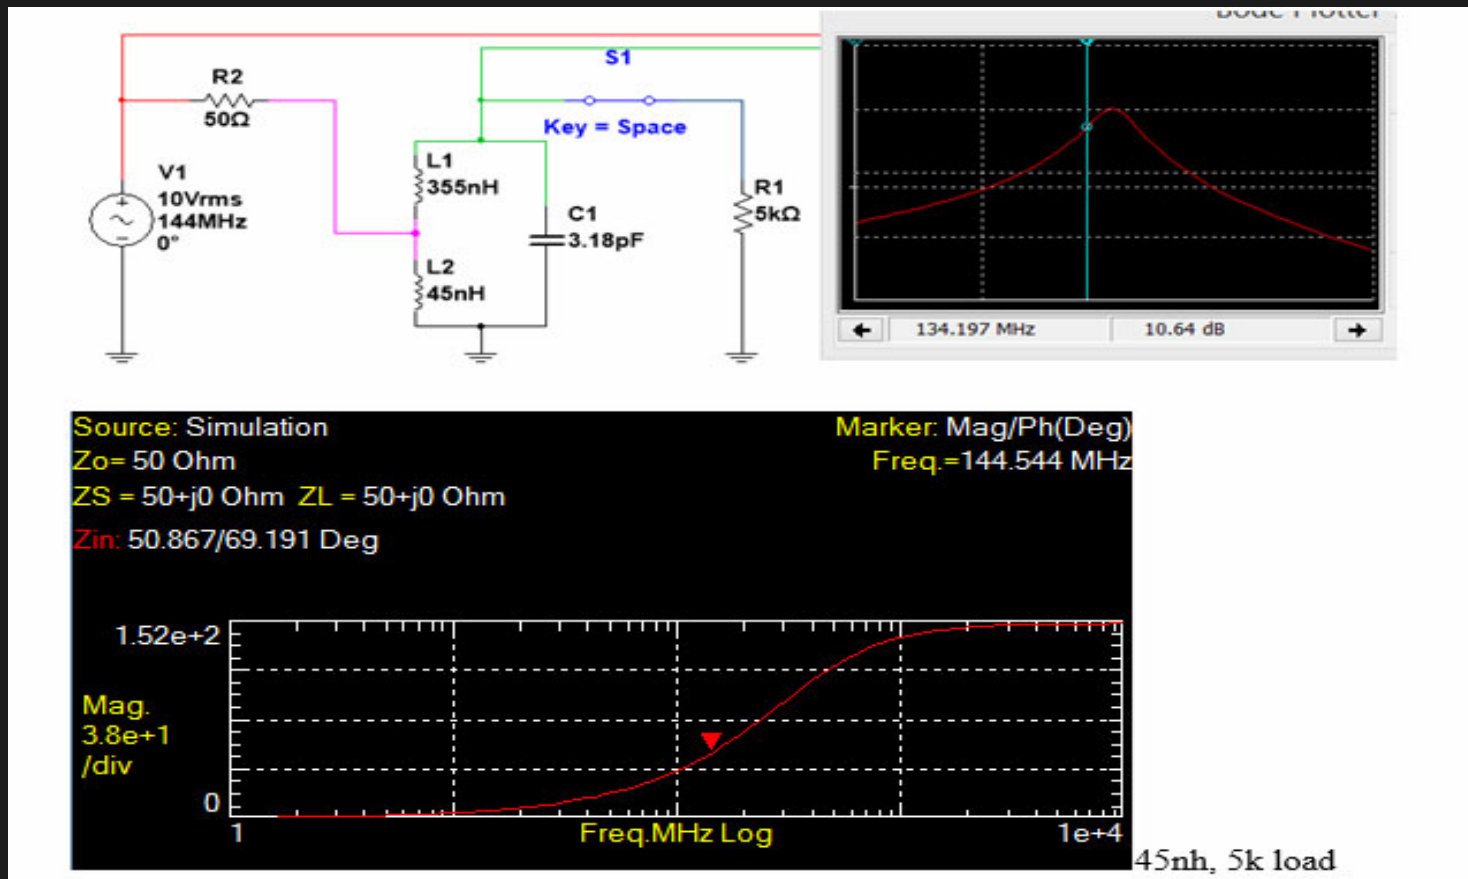 Bode Plotter
S1
R2
50Ω
Key = Space
V1
10Vrms
144MHz
0°
L1
355nH
C1
3.18pF
L2
45nH
R1
5kΩ
134.197 MHz
10.64 dB
Source: Simulation
Marker: Mag/Ph(Deg)
Zo= 50 Ohm
Freq.=144.544 MHz
ZS = 50+j0 Ohm ZL = 50+j0 Ohm
Zin: 50.867/69.191 Deg
1.52e+2
Mag.
3.8e+1
/div
0
1
Freq.MHz Log
1e+4
45nh, 5k load